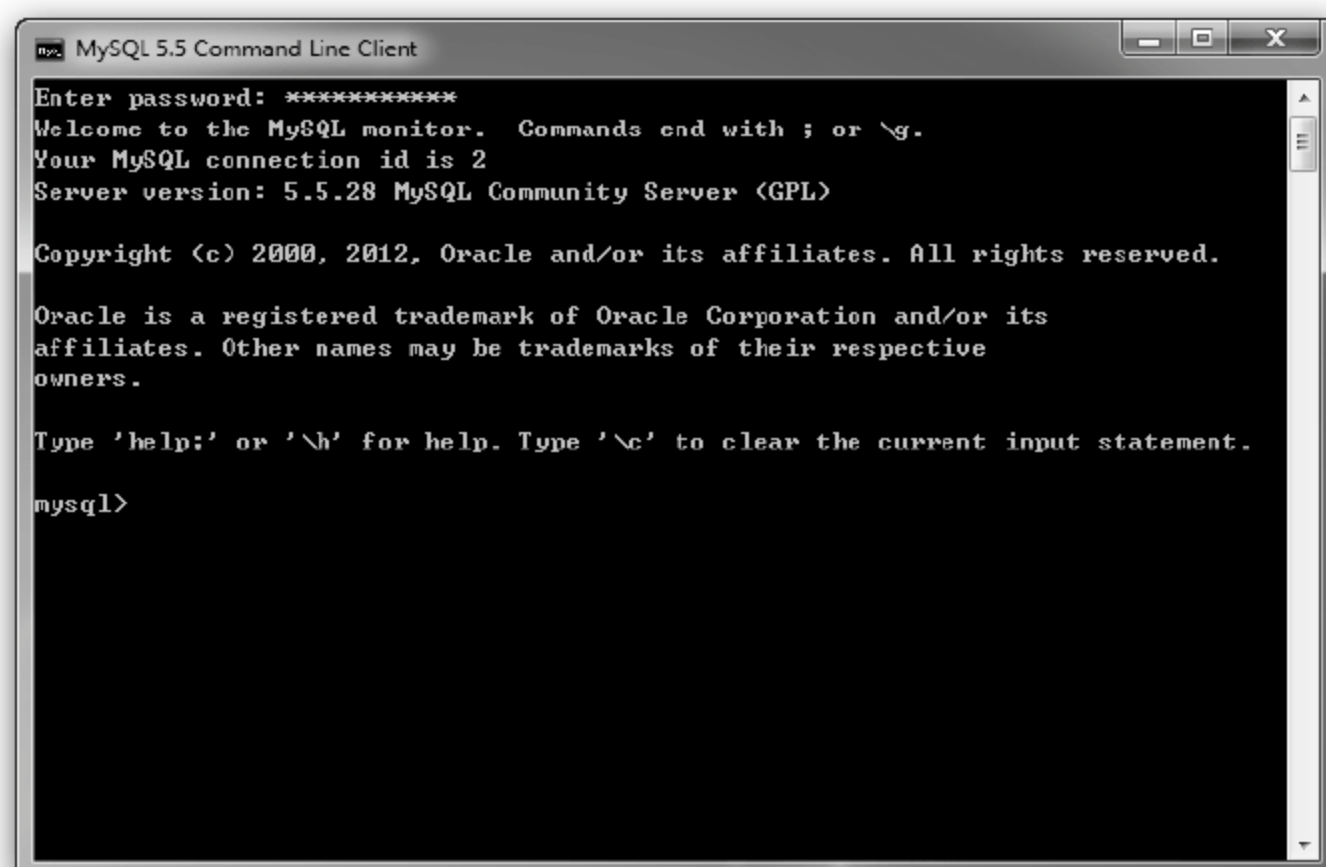 MySQL 5.5 Command Line Client
Enter password: ***********
Welcome to the MySQL monitor.  Commands end with ; or \g.
Your MySQL connection id is 2
Server version: 5.5.28 MySQL Community Server (GPL)
Copyright (c) 2000, 2012, Oracle and/or its affiliates. All rights reserved.
Oracle is a registered trademark of Oracle Corporation and/or its
affiliates. Other names may be trademarks of their respective
owners.
Type 'help;' or '\h' for help. Type '\c' to clear the current input statement.
mysql>